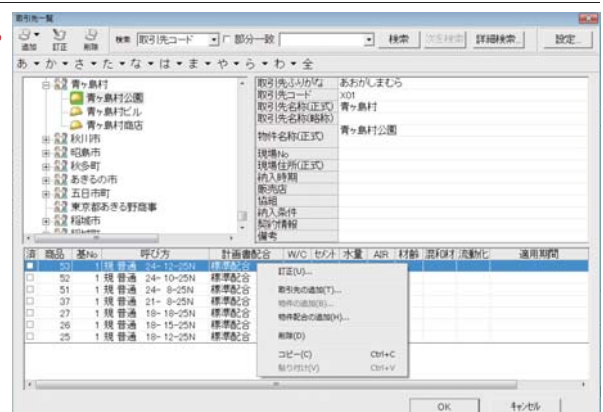 取引先一覧
追加 訂正 削除 検索 取引先コード 部分一致 検索 次を検索 詳細検索... 設定...
あ・か・さ・た・な・は・ま・や・ら・わ・全
青ヶ島村
青ヶ島村公園
青ヶ島村ビル
青ヶ島村商店
秋川市
昭島市
秋多町
あきるの市
五日市町
東京都あきる野商事
稲城市
取引先ふりがな あおがしまむら
取引先コード X01
取引先名称(正式) 青ヶ島村
取引先名称(略称)
物件名称(正式) 青ヶ島村公園
現場No
現場住所(正式)
納入時期
販売店
協組
納入条件
契約情報
備考
済 商品 基No 呼び方 計画書配合 W/C セメント 水量 AIR 材齢 混和材 流動化 適用期間
53 1 規 普通 24- 12-25N 標準配合
52 1 規 普通 24- 10-25N 標準配合
51 1 規 普通 24- 8-25N 標準配合
37 1 規 普通 21- 8-25N 標準配合
27 1 規 普通 18- 18-25N 標準配合
26 1 規 普通 18- 15-25N 標準配合
25 1 規 普通 18- 12-25N 標準配合
訂正(U)...
取引先の追加(T)...
物件の追加(B)...
物件配合の追加(H)...
削除(D)
コピー(C) Ctrl+C
貼り付け(V) Ctrl+V
OK キャンセル